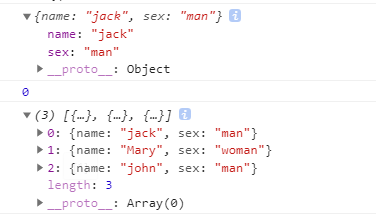 {name: "jack", sex: "man"} i
name: "jack"
sex: "man"
__proto__: Object
0
(3) [{…}, {…}, {…}] i
0: {name: "jack", sex: "man"}
1: {name: "Mary", sex: "woman"}
2: {name: "john", sex: "man"}
length: 3
__proto__: Array(0)